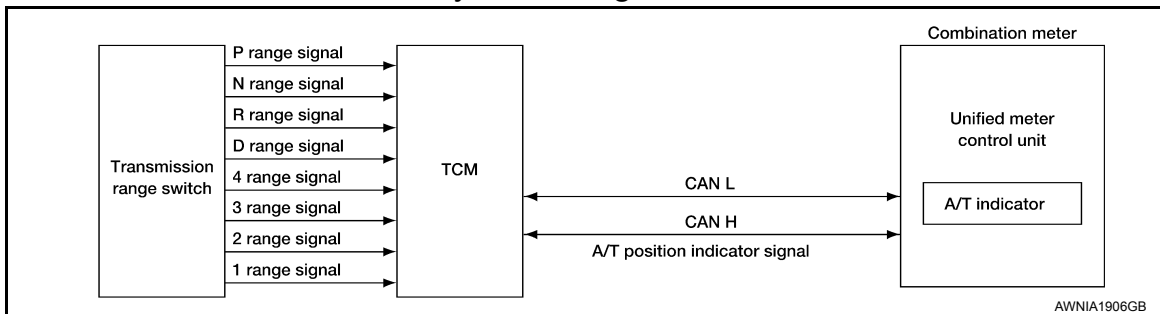 Combination meter
P range signal
N range signal
R range signal
D range signal
4 range signal
3 range signal
2 range signal
1 range signal
Transmission
range switch
TCM
CAN L
CAN H
A/T position indicator signal
Unified meter
control unit
A/T indicator
AWNIA1906GB